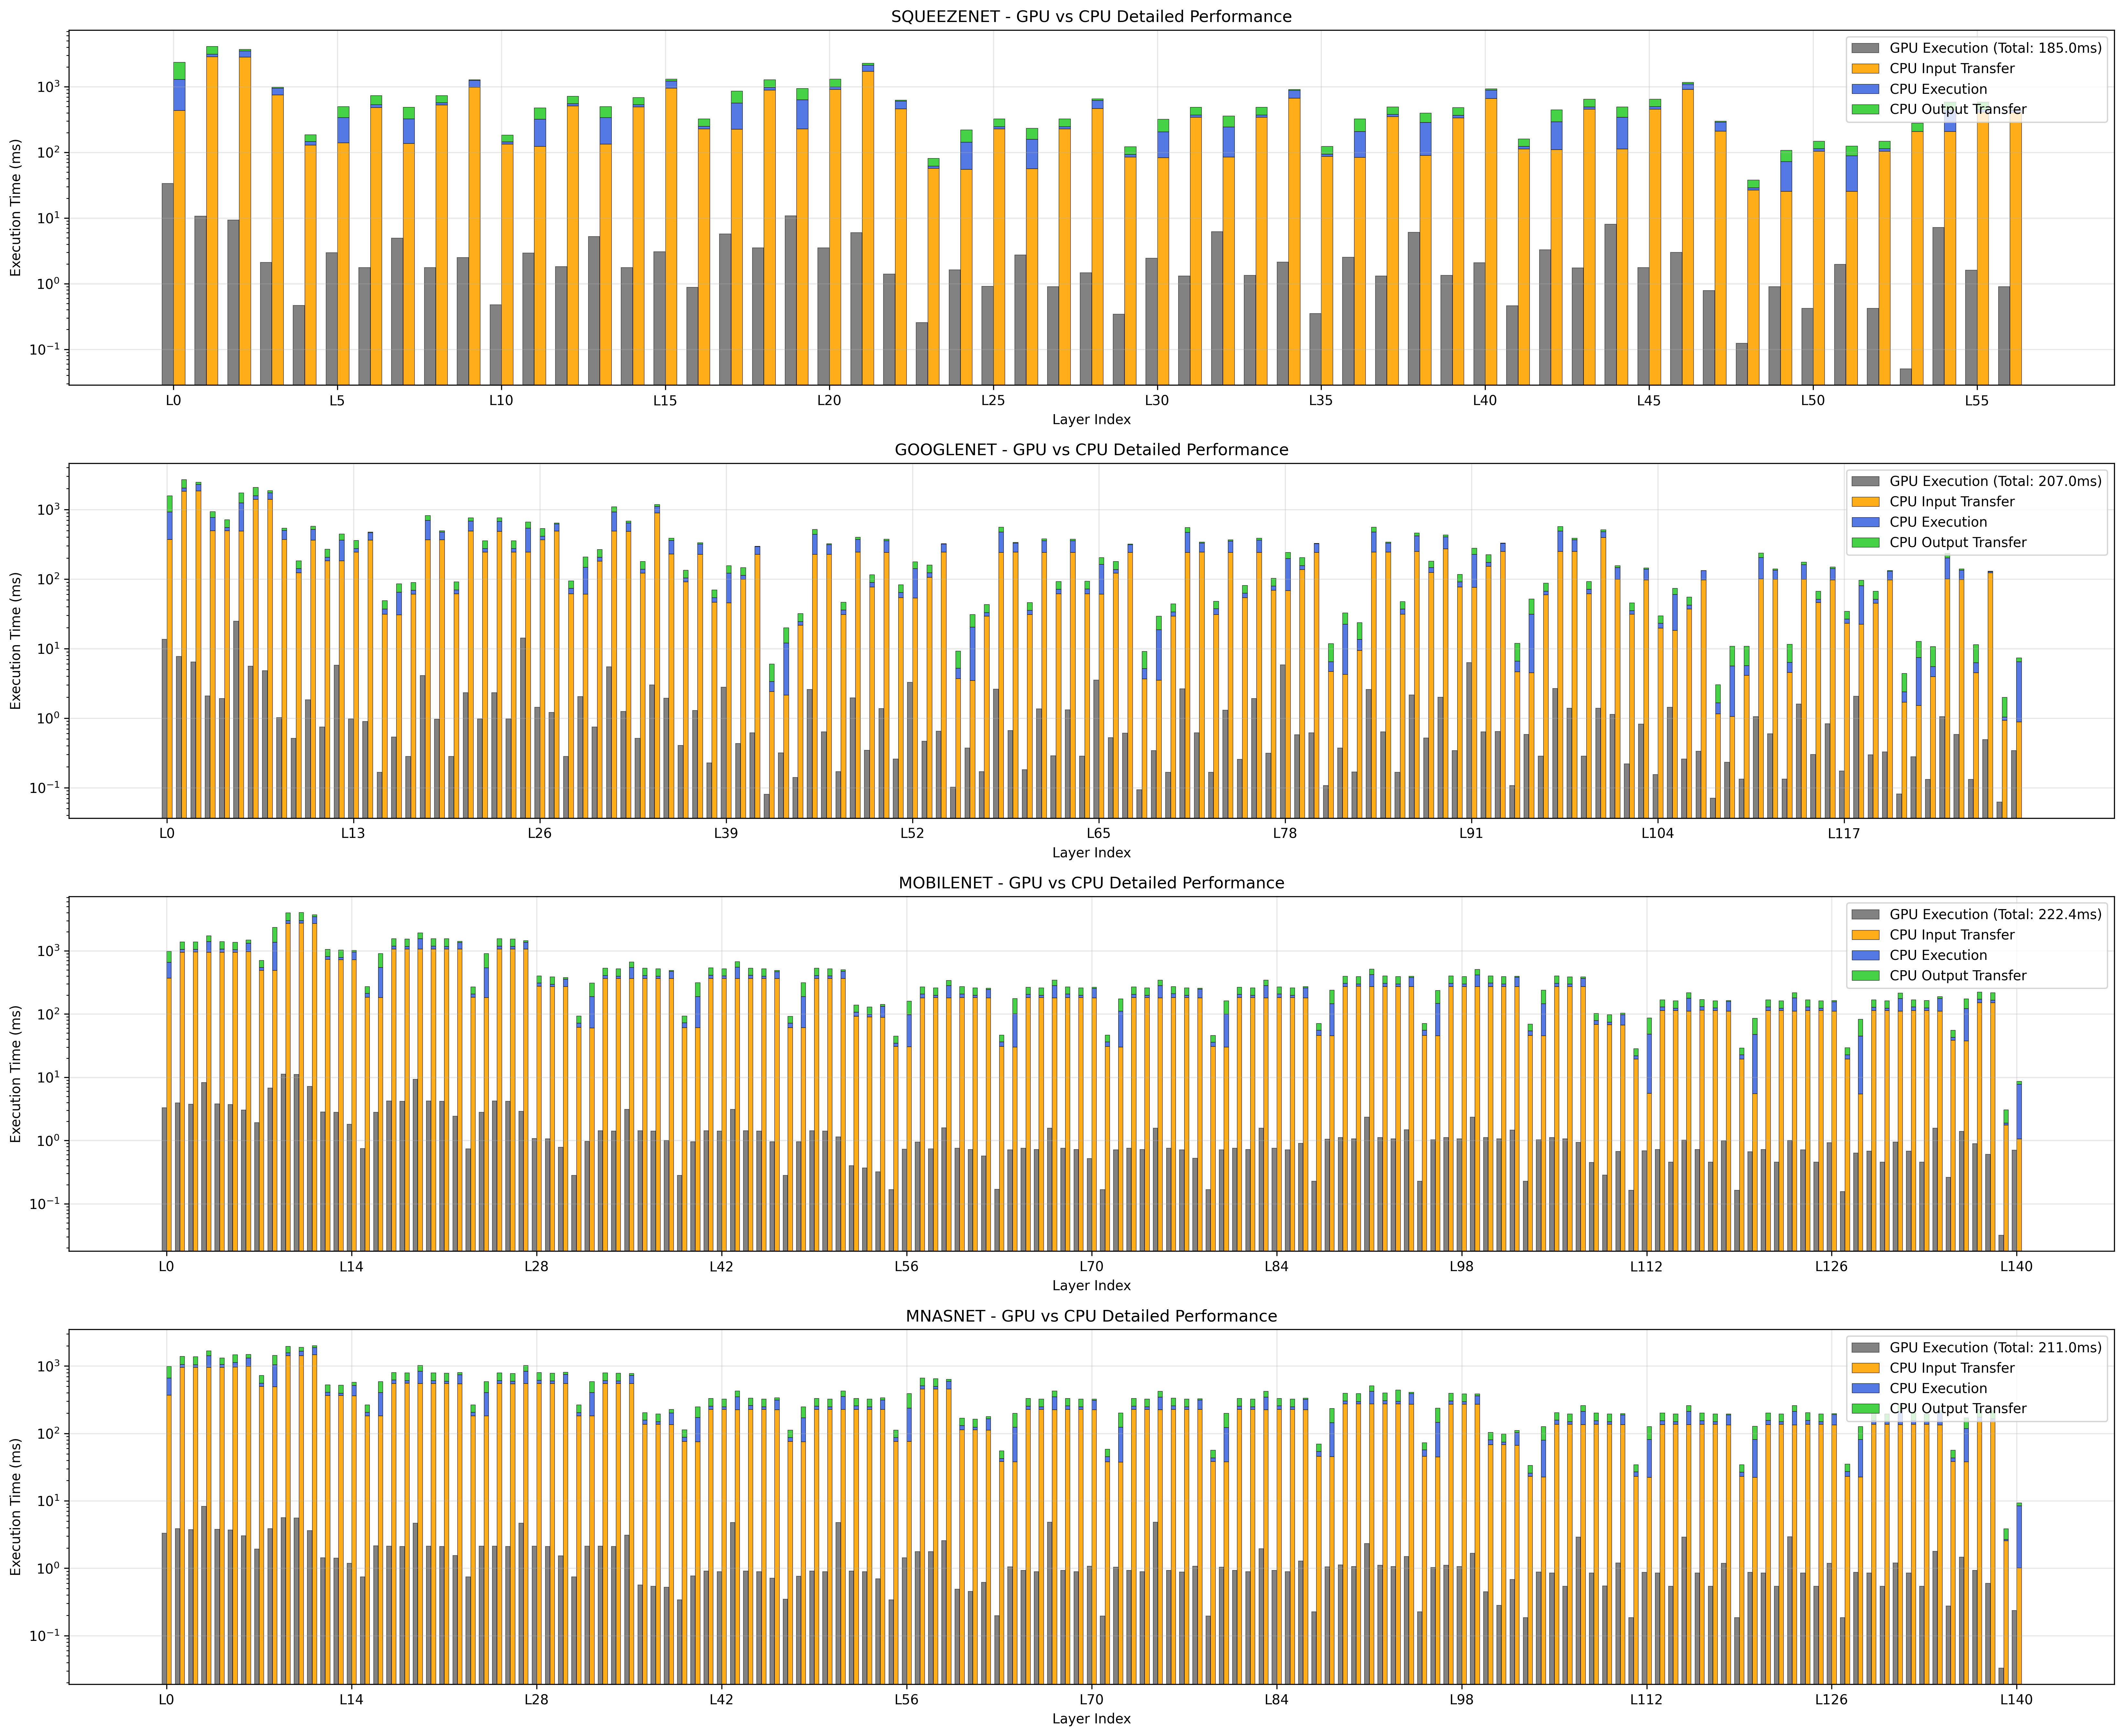 SQUEEZENET - GPU vs CPU Detailed Performance
GPU Execution (Total: 185.0ms)
CPU Input Transfer
CPU Execution
CPU Output Transfer
Execution Time (ms)
10³
10²
10¹
10⁰
10⁻¹
L0 L5 L10 L15 L20 L25 L30 L35 L40 L45 L50 L55
Layer Index
GOOGLENET - GPU vs CPU Detailed Performance
GPU Execution (Total: 207.0ms)
CPU Input Transfer
CPU Execution
CPU Output Transfer
Execution Time (ms)
10³
10²
10¹
10⁰
10⁻¹
L0 L13 L26 L39 L52 L65 L78 L91 L104 L117
Layer Index
MOBILENET - GPU vs CPU Detailed Performance
GPU Execution (Total: 222.4ms)
CPU Input Transfer
CPU Execution
CPU Output Transfer
Execution Time (ms)
10³
10²
10¹
10⁰
10⁻¹
L0 L14 L28 L42 L56 L70 L84 L98 L112 L126 L140
Layer Index
MNASNET - GPU vs CPU Detailed Performance
GPU Execution (Total: 211.0ms)
CPU Input Transfer
CPU Execution
CPU Output Transfer
Execution Time (ms)
10³
10²
10¹
10⁰
10⁻¹
L0 L14 L28 L42 L56 L70 L84 L98 L112 L126 L140
Layer Index